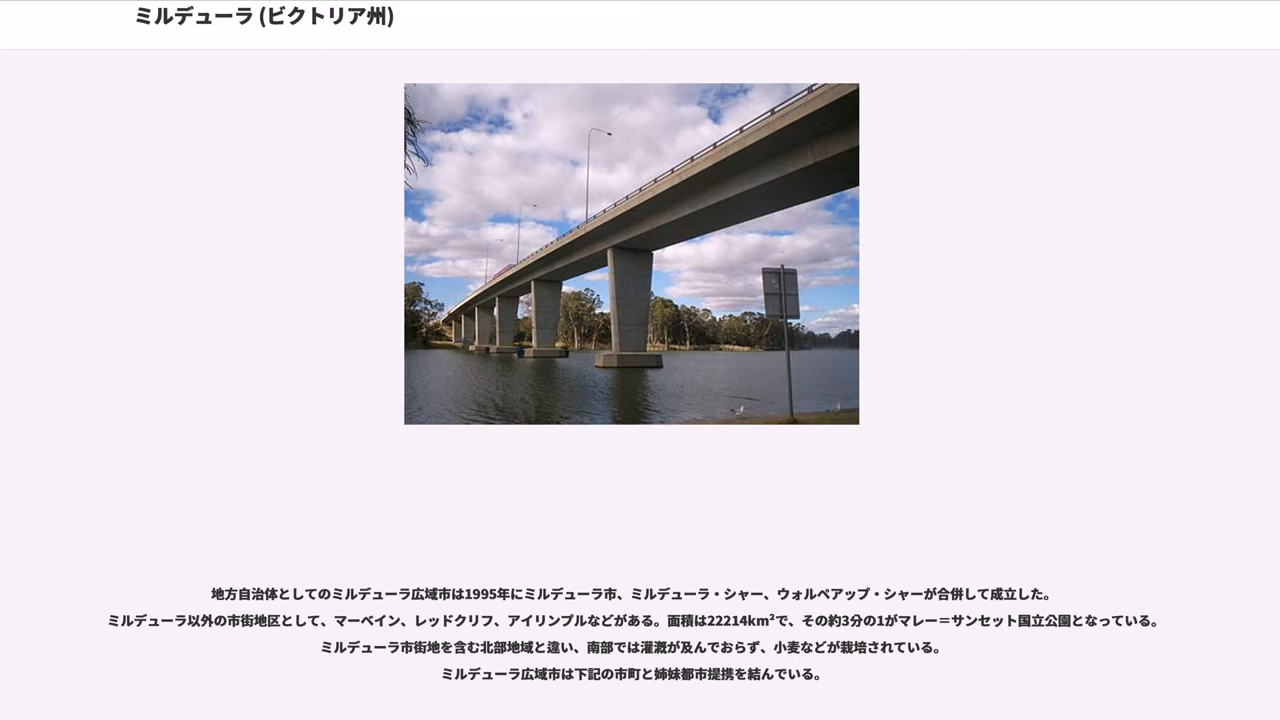 ミルデューラ (ビクトリア州)
地方自治体としてのミルデューラ広域市は1995年にミルデューラ市、ミルデューラ・シャー、ウォルペアップ・シャーが合併して成立した。
ミルデューラ以外の市街地区として、マーベイン、レッドクリフ、アイリンプルなどがある。面積は22214km²で、その約3分の1がマレー＝サンセット国立公園となっている。
ミルデューラ市街地を含む北部地域と違い、南部では灌漑が及んでおらず、小麦などが栽培されている。
ミルデューラ広域市は下記の市町と姉妹都市提携を結んでいる。